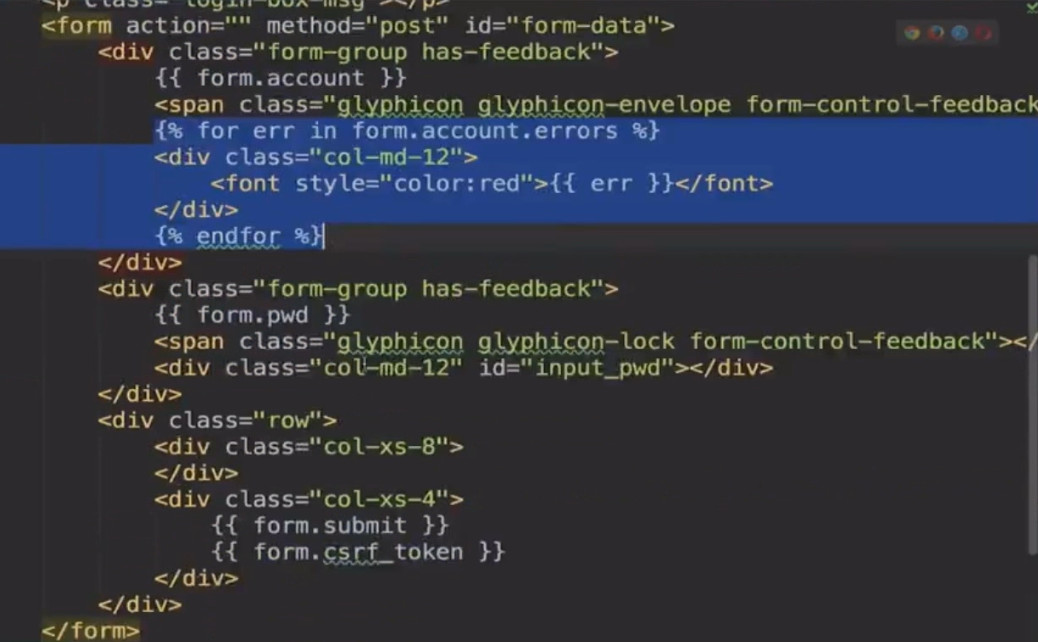 <p class="login-box-msg"></p>
<form action="" method="post" id="form-data">
<div class="form-group has-feedback">
{{ form.account }}
<span class="glyphicon glyphicon-envelope form-control-feedback
{% for err in form.account.errors %}
<div class="col-md-12">
<font style="color:red">{{ err }}</font>
</div>
{% endfor %}
</div>
<div class="form-group has-feedback">
{{ form.pwd }}
<span class="glyphicon glyphicon-lock form-control-feedback"></
<div class="col-md-12" id="input_pwd"></div>
</div>
<div class="row">
<div class="col-xs-8">
</div>
<div class="col-xs-4">
{{ form.submit }}
{{ form.csrf_token }}
</div>
</div>
</form>